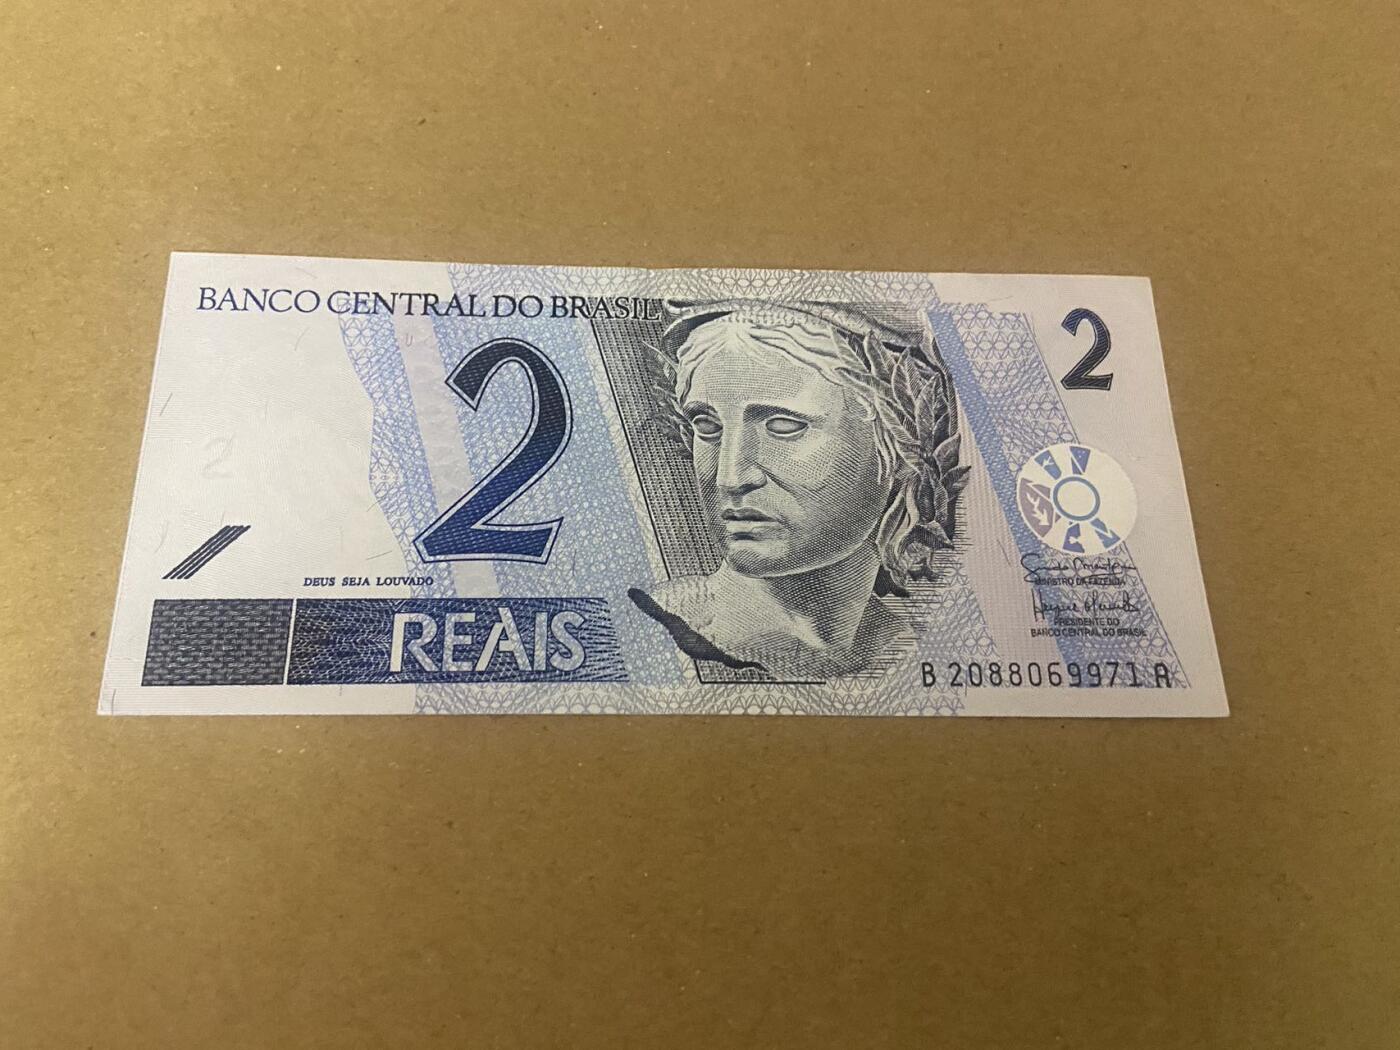 BANCO CENTRAL DO BRASIL
2
2
2
DEUS SEJA LOUVADO
REAIS
MINISTRO DA FAZENDA
PRESIDENTE DO
BANCO CENTRAL DO BRASIL
B 2088069971 A